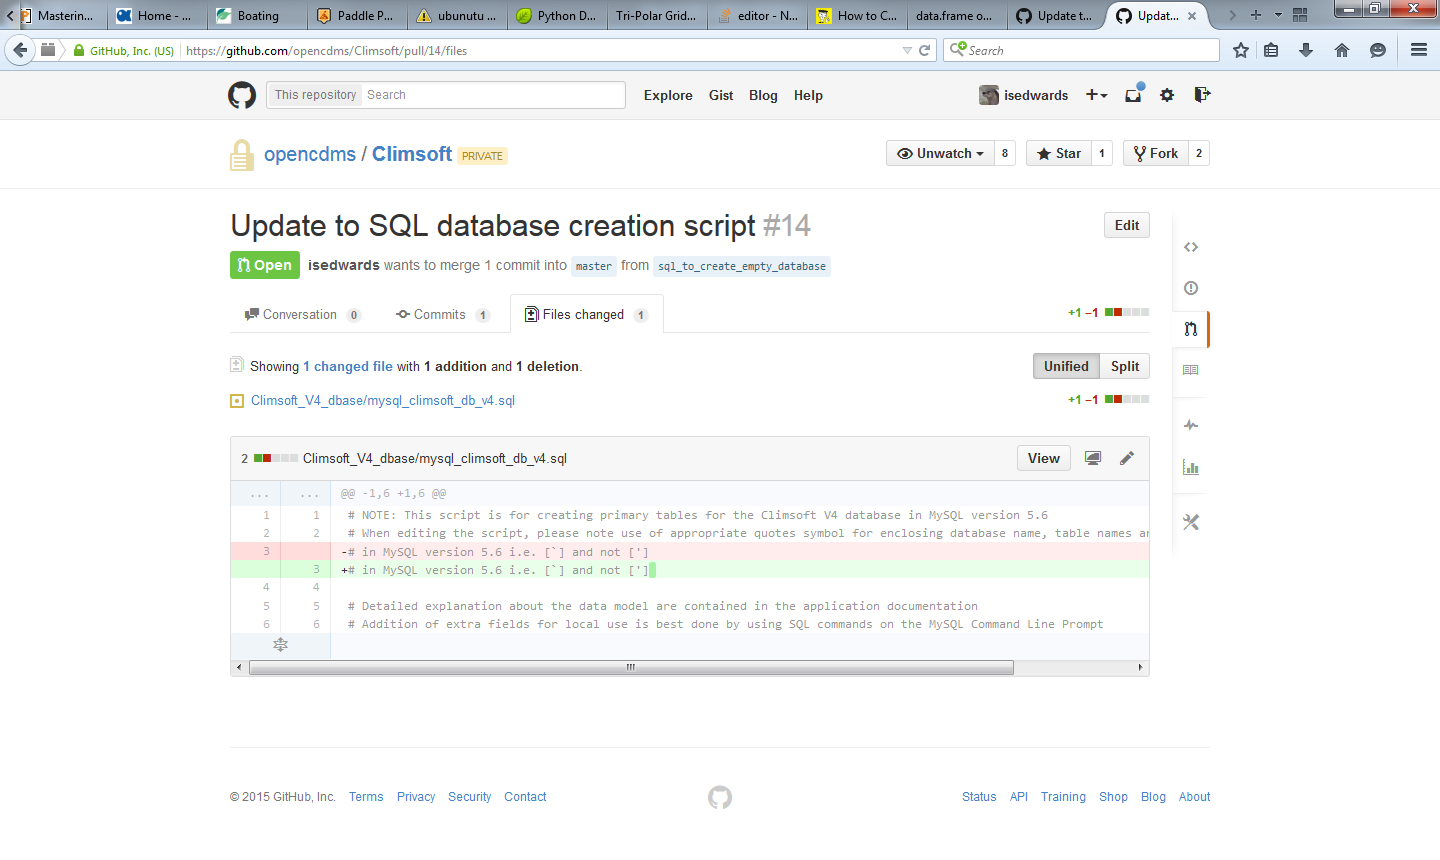 Masterin...
Home - ...
Boating
Paddle P...
ubunutu ...
Python D...
Tri-Polar Grid...
editor - N...
How to C...
data.frame o...
Update t...
Updat...
GitHub, Inc. (US)
https://github.com/opencdms/Climsoft/pull/14/files
Search
This repository Search
Explore Gist Blog Help
isedwards
opencdms / Climsoft PRIVATE
Unwatch 8
Star 1
Fork 2
Update to SQL database creation script #14
Edit
Open isedwards wants to merge 1 commit into master from sql_to_create_empty_database
Conversation 0
Commits 1
Files changed 1
+1 −1
Showing 1 changed file with 1 addition and 1 deletion.
Unified Split
Climsoft_V4_dbase/mysql_climsoft_db_v4.sql
+1 −1
2 Climsoft_V4_dbase/mysql_climsoft_db_v4.sql
View
... ... @@ -1,6 +1,6 @@
1 1 # NOTE: This script is for creating primary tables for the Climsoft V4 database in MySQL version 5.6
2 2 # When editing the script, please note use of appropriate quotes symbol for enclosing database name, table names ar
3 -# in MySQL version 5.6 i.e. [`] and not [']
3 +# in MySQL version 5.6 i.e. [`] and not [']
4 4
5 5 # Detailed explanation about the data model are contained in the application documentation
6 6 # Addition of extra fields for local use is best done by using SQL commands on the MySQL Command Line Prompt
© 2015 GitHub, Inc. Terms Privacy Security Contact
Status API Training Shop Blog About